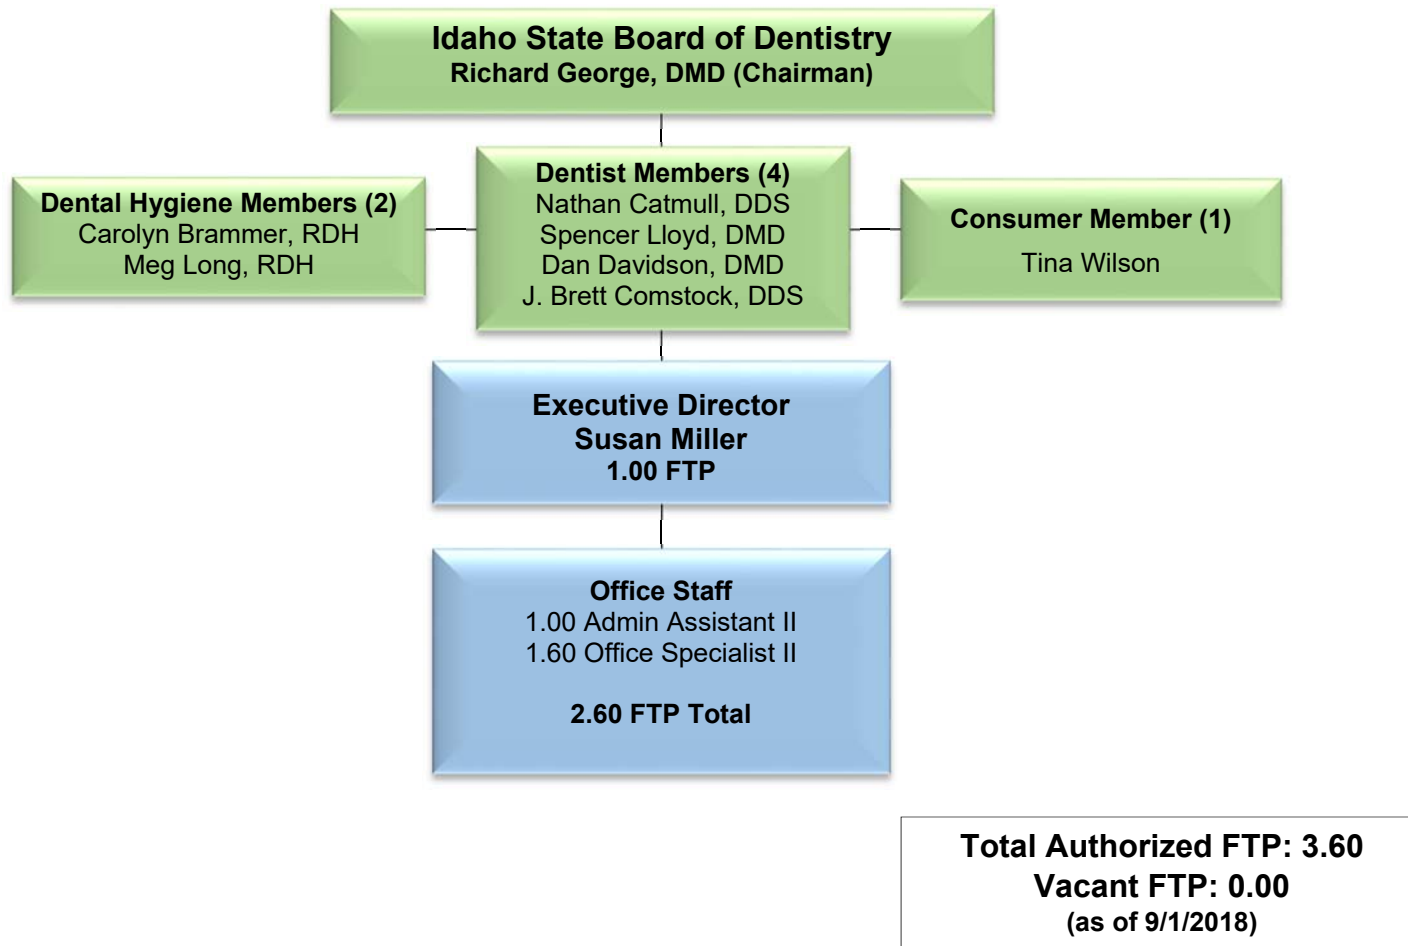 Idaho State Board of Dentistry
Richard George, DMD (Chairman)
Dental Hygiene Members (2)
Carolyn Brammer, RDH
Meg Long, RDH
Dentist Members (4)
Nathan Catmull, DDS
Spencer Lloyd, DMD
Dan Davidson, DMD
J. Brett Comstock, DDS
Consumer Member (1)
Tina Wilson
Executive Director
Susan Miller
1.00 FTP
Office Staff
1.00 Admin Assistant II
1.60 Office Specialist II
2.60 FTP Total
Total Authorized FTP: 3.60
Vacant FTP: 0.00
(as of 9/1/2018)